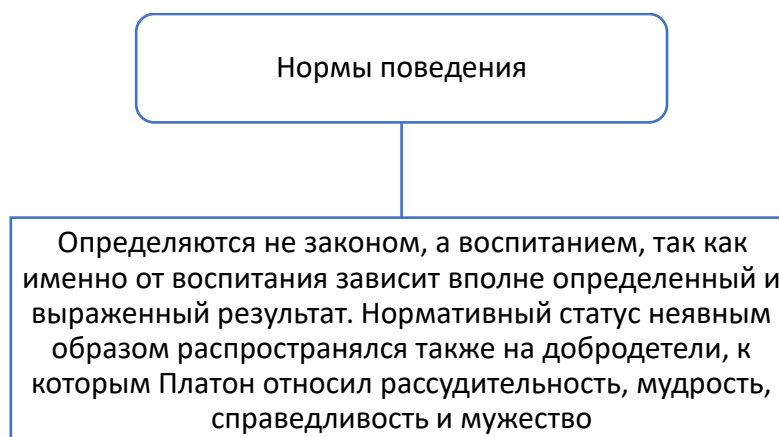 Нормы поведения
Определяются не законом, а воспитанием, так как
именно от воспитания зависит вполне определенный и
выраженный результат. Нормативный статус неявным
образом распространялся также на добродетели, к
которым Платон относил рассудительность, мудрость,
справедливость и мужество